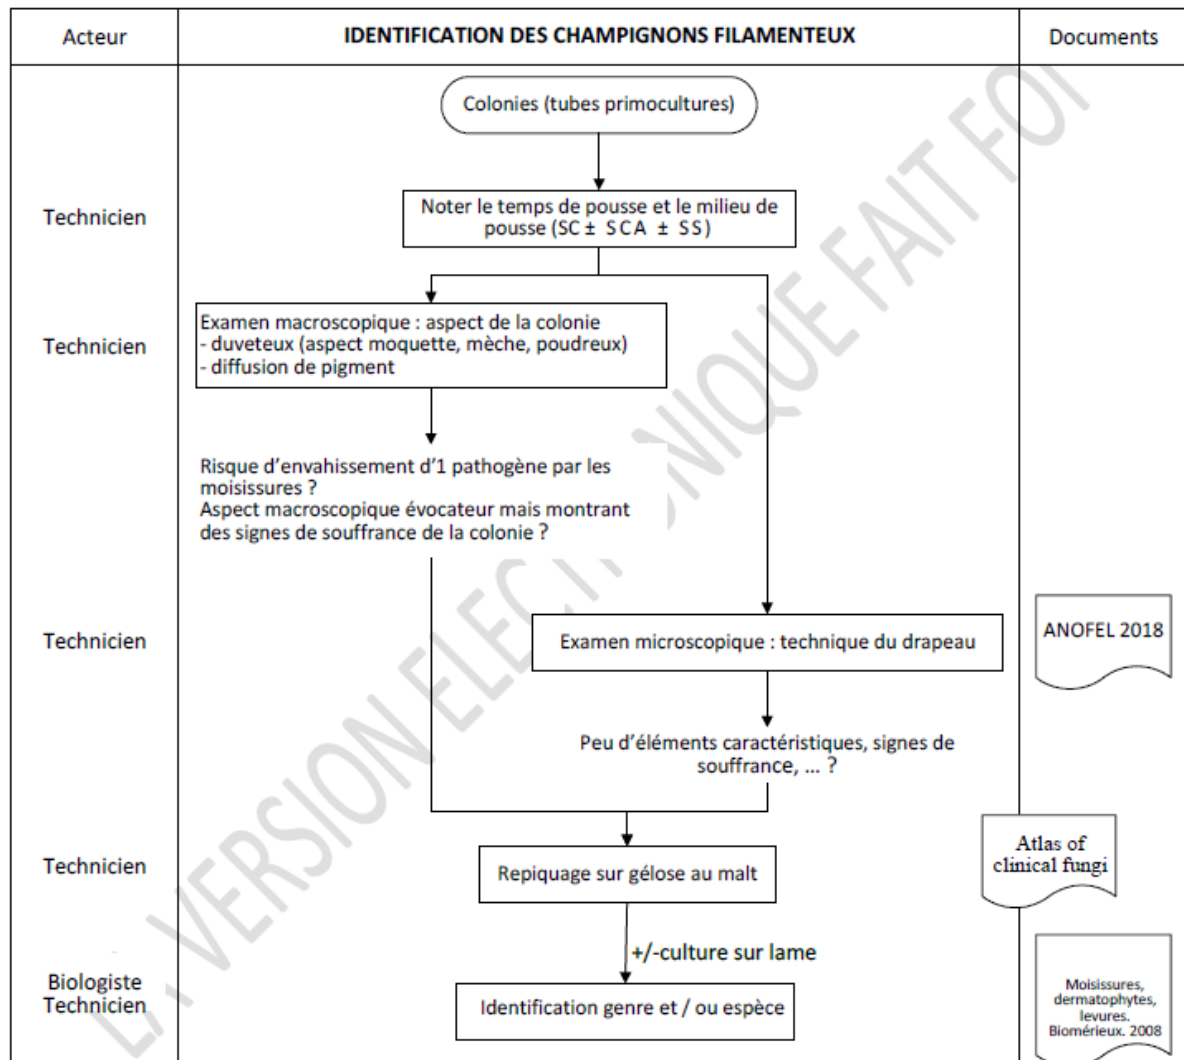 Acteur
IDENTIFICATION DES CHAMPIGNONS FILAMENTEUX
Documents
Colonies (tubes primocultures)
Technicien
Noter le temps de pousse et le milieu de
pousse (SC ± SCA ± SS)
Technicien
Examen macroscopique : aspect de la colonie
- duveteux (aspect moquette, mèche, poudreux)
- diffusion de pigment
Risque d'envahissement d'1 pathogène par les
moisissures ?
Aspect macroscopique évocateur mais montrant
des signes de souffrance de la colonie ?
Technicien
Examen microscopique : technique du drapeau
ANOFEL 2018
Peu d'éléments caractéristiques, signes de
souffrance, ... ?
Technicien
Repiquage sur gélose au malt
Atlas of
clinical fungi
+/-culture sur lame
Biologiste
Technicien
Identification genre et / ou espèce
Moisissures,
dermatophytes,
levures.
Biomérieux. 2008
LA VERSION ELECTRONIQUE FAIT FOI